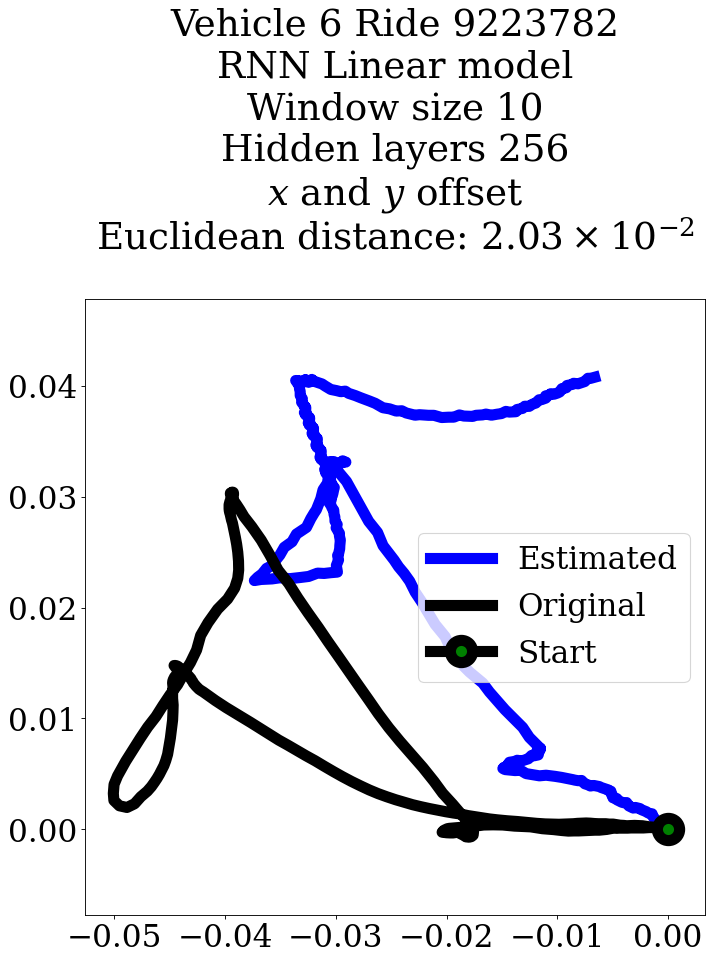 Vehicle 6 Ride 9223782
RNN Linear model
Window size 10
Hidden layers 256
x and y offset
Euclidean distance: 2.03 × 10⁻²
0.04
0.03
0.02
0.01
0.00
Estimated
Original
Start
−0.05 −0.04 −0.03 −0.02 −0.01 0.00